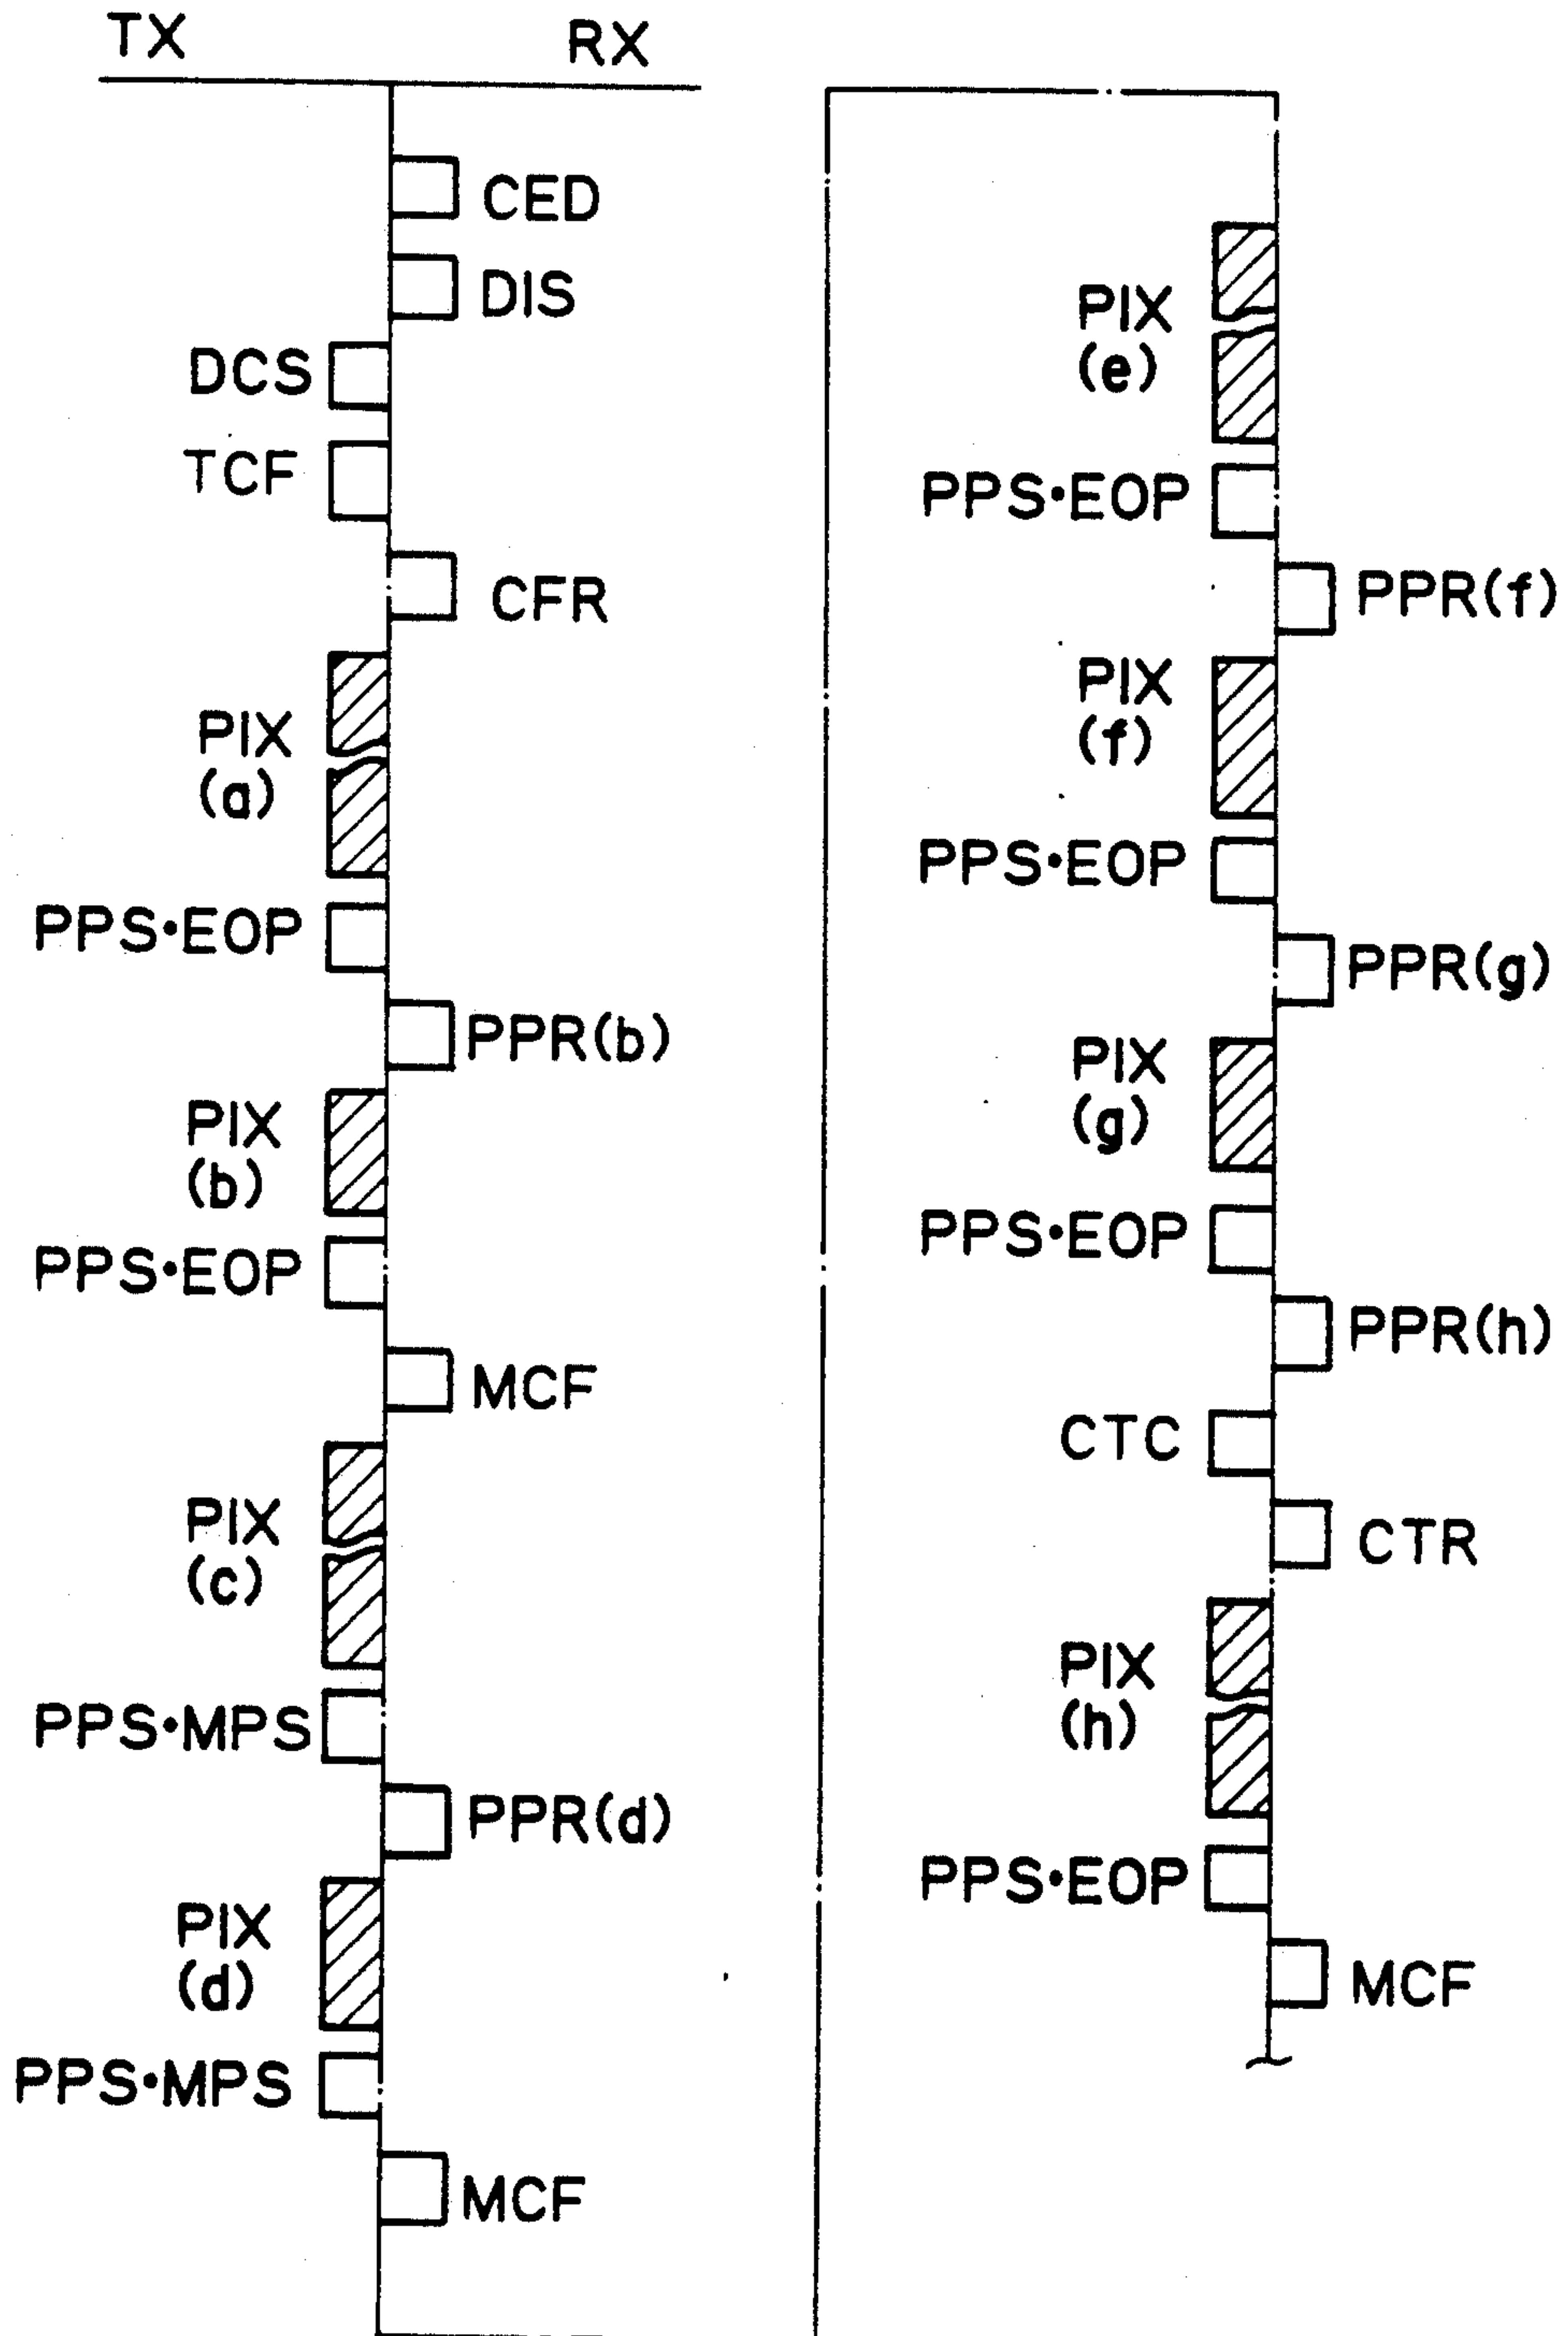 TX
RX
CED
DIS
DCS
TCF
CFR
PIX
(a)
PPS•EOP
PPR(b)
PIX
(b)
PPS•EOP
MCF
PIX
(c)
PPS•MPS
PPR(d)
PIX
(d)
PPS•MPS
MCF
PIX
(e)
PPS•EOP
PPR(f)
PIX
(f)
PPS•EOP
PPR(g)
PIX
(g)
PPS•EOP
PPR(h)
CTC
CTR
PIX
(h)
PPS•EOP
MCF